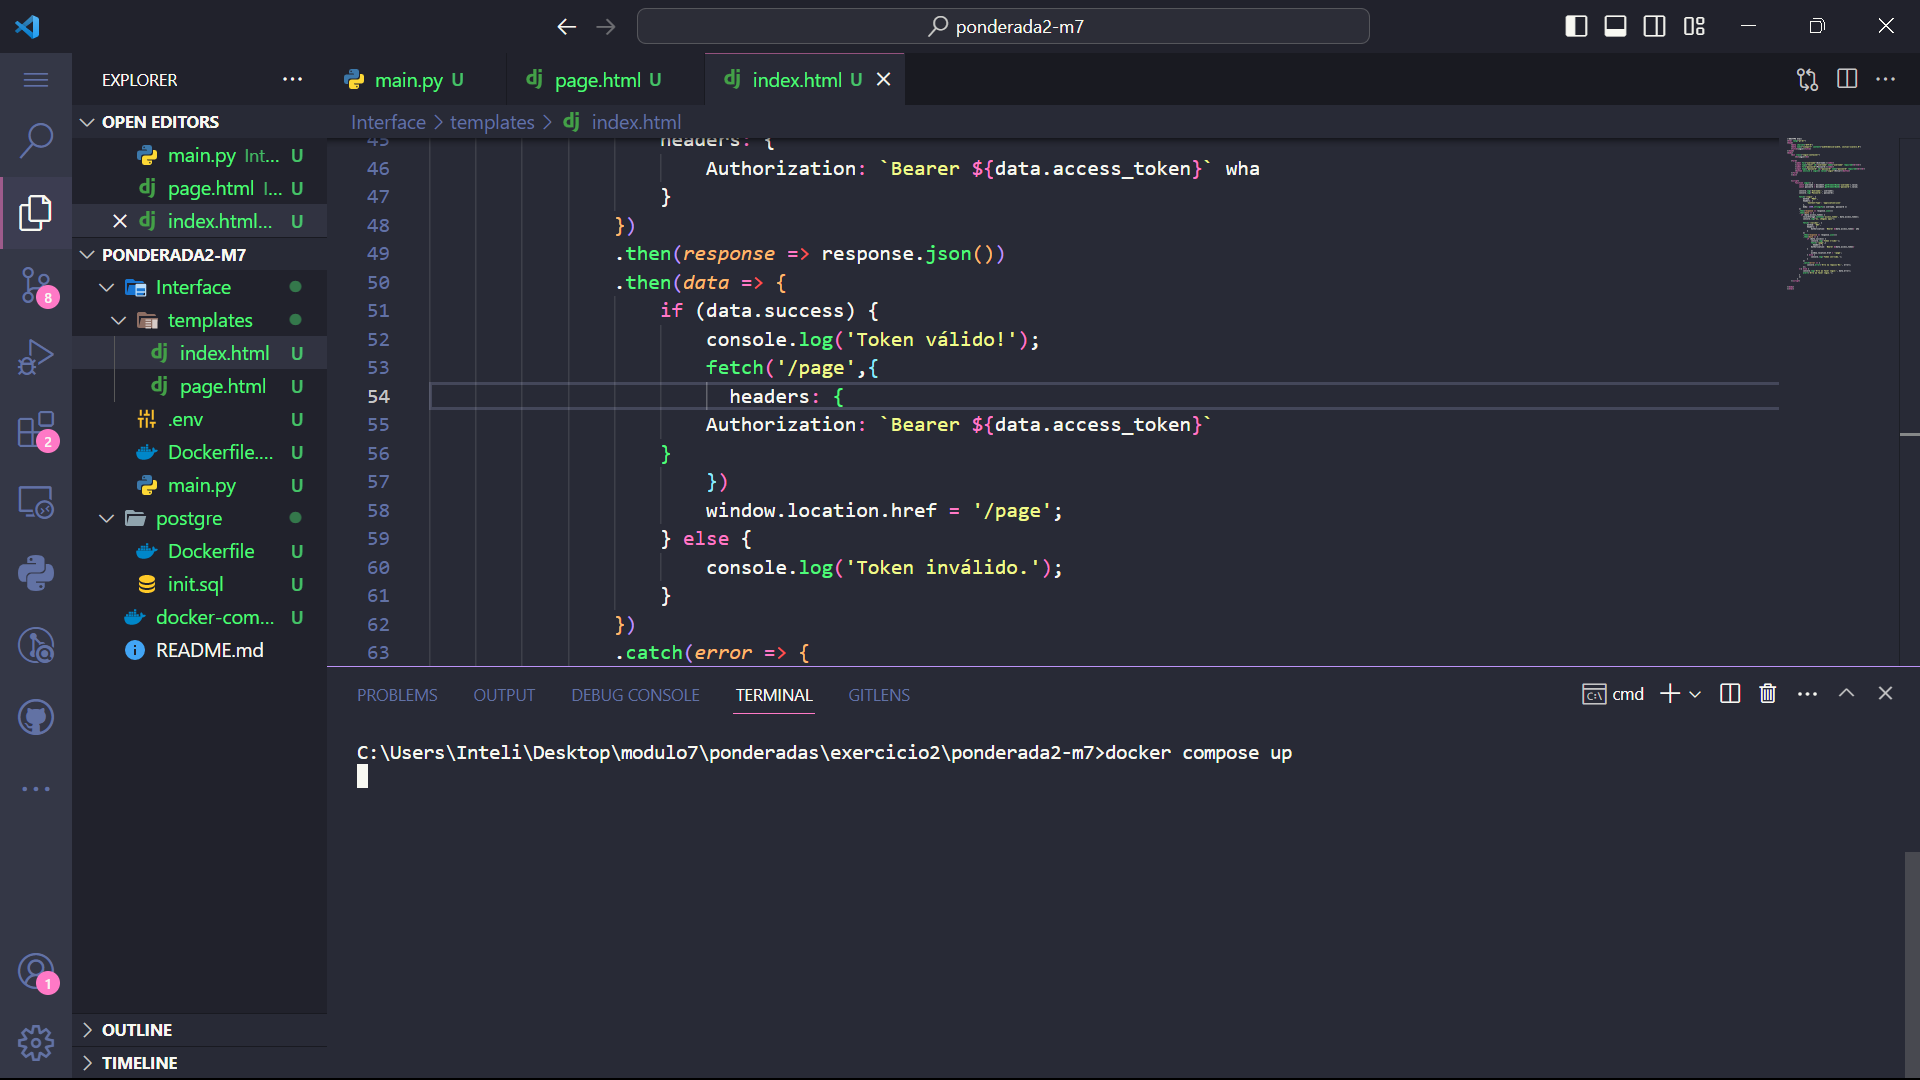 ponderada2-m7
EXPLORER
main.py U
page.html U
index.html U
OPEN EDITORS
main.py Int... U
page.html I... U
index.html... U
PONDERADA2-M7
Interface
templates
index.html U
page.html U
.env U
Dockerfile.... U
main.py U
postgre
Dockerfile U
init.sql U
docker-com... U
README.md
OUTLINE
TIMELINE
8
2
1
Interface > templates > index.html
45 headers: {
46 Authorization: `Bearer ${data.access_token}` wha
47 }
48 })
49 .then(response => response.json())
50 .then(data => {
51 if (data.success) {
52 console.log('Token válido!');
53 fetch('/page',{
54 headers: {
55 Authorization: `Bearer ${data.access_token}`
56 }
57 })
58 window.location.href = '/page';
59 } else {
60 console.log('Token inválido.');
61 }
62 })
63 .catch(error => {
PROBLEMS OUTPUT DEBUG CONSOLE TERMINAL GITLENS
cmd
C:\Users\Inteli\Desktop\modulo7\ponderadas\exercicio2\ponderada2-m7>docker compose up